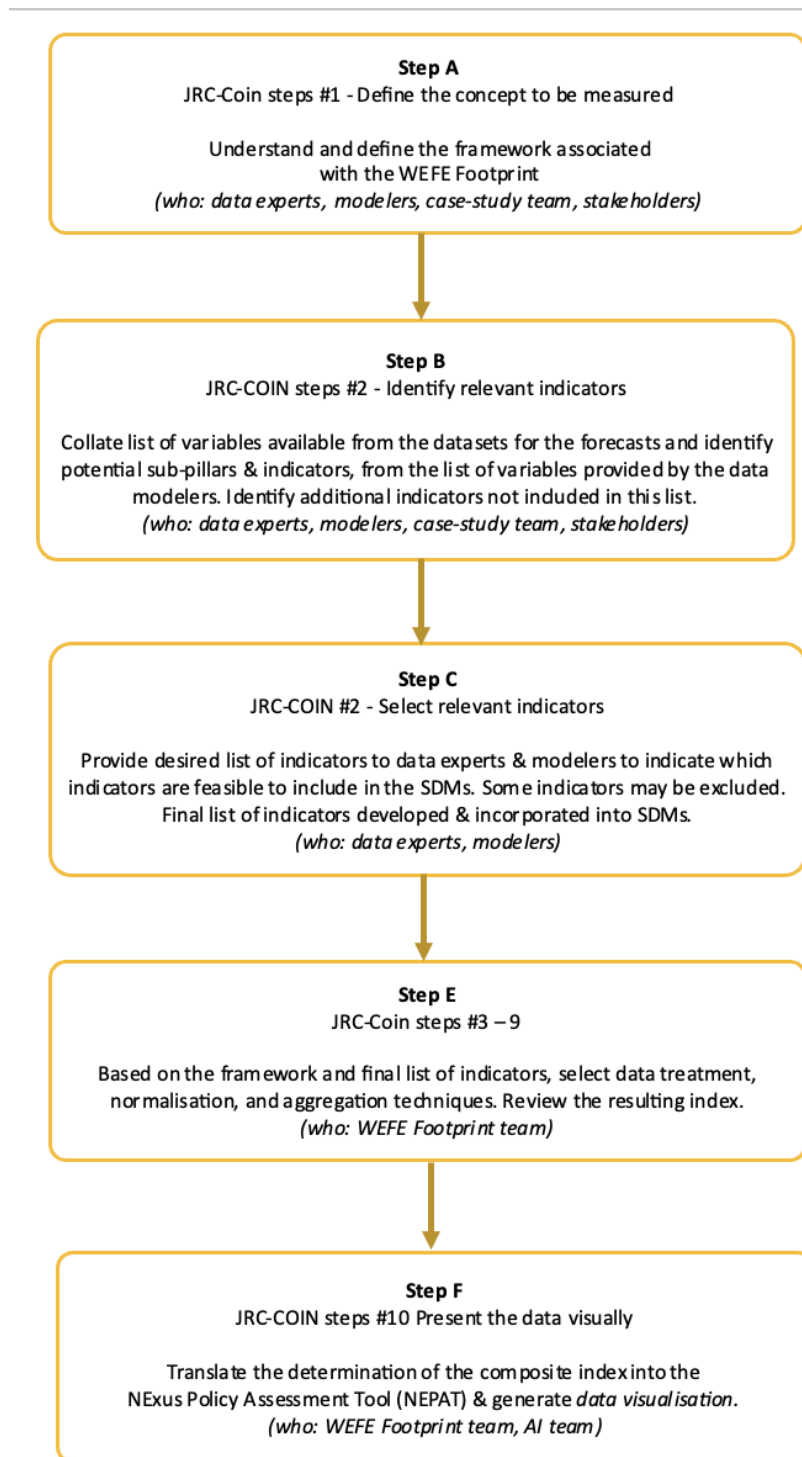 Step A
JRC-Coin steps #1 - Define the concept to be measured
Understand and define the framework associated
with the WEFE Footprint
(who: data experts, modelers, case-study team, stakeholders)
Step B
JRC-COIN steps #2 - Identify relevant indicators
Collate list of variables available from the datasets for the forecasts and identify
potential sub-pillars & indicators, from the list of variables provided by the data
modelers. Identify additional indicators not included in this list.
(who: data experts, modelers, case-study team, stakeholders)
Step C
JRC-COIN #2 - Select relevant indicators
Provide desired list of indicators to data experts & modelers to indicate which
indicators are feasible to include in the SDMs. Some indicators may be excluded.
Final list of indicators developed & incorporated into SDMs.
(who: data experts, modelers)
Step E
JRC-Coin steps #3 – 9
Based on the framework and final list of indicators, select data treatment,
normalisation, and aggregation techniques. Review the resulting index.
(who: WEFE Footprint team)
Step F
JRC-COIN steps #10 Present the data visually
Translate the determination of the composite index into the
NExus Policy Assessment Tool (NEPAT) & generate data visualisation.
(who: WEFE Footprint team, AI team)